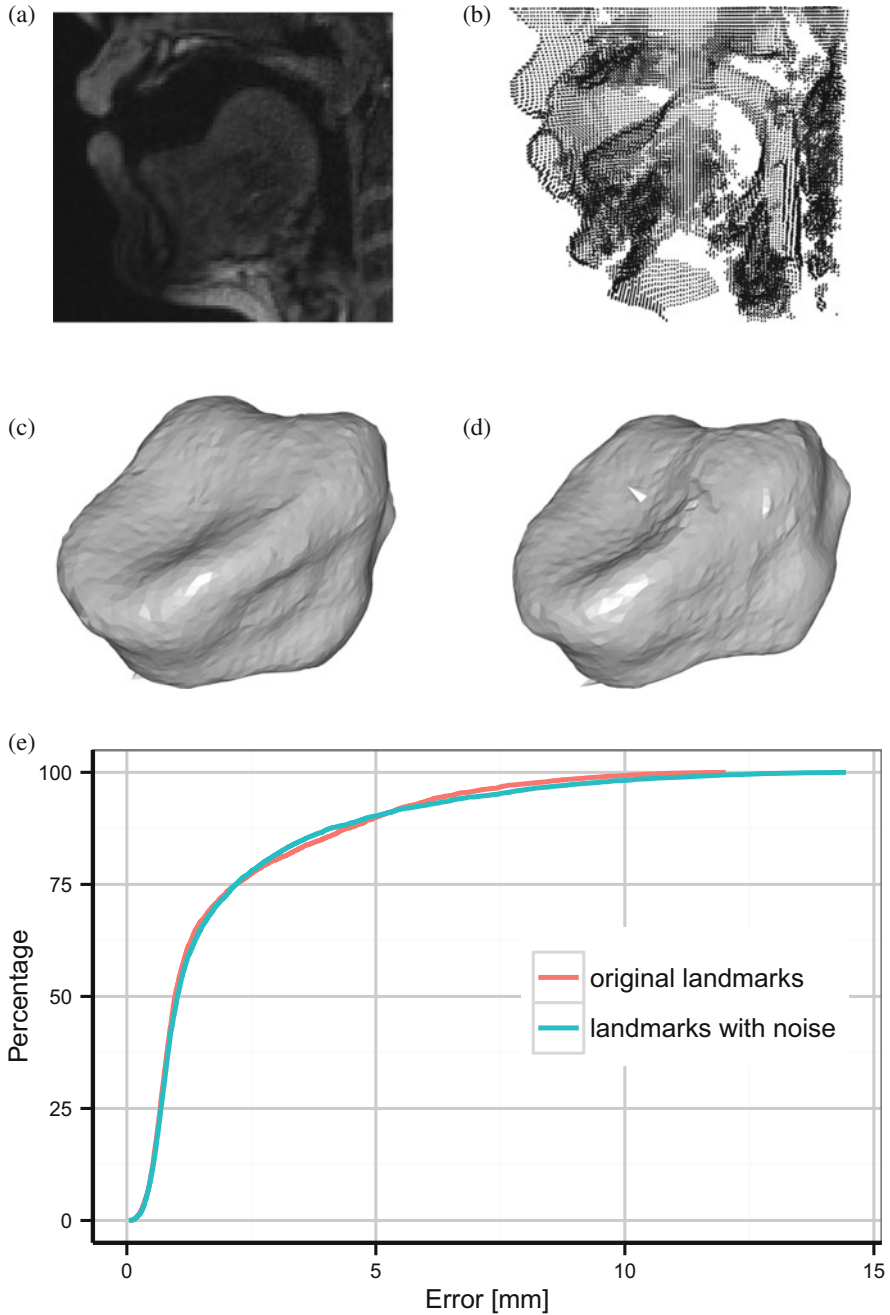 (a)
(b)
(c)
(d)
(e)
100
75
50
25
0
Percentage
original landmarks
landmarks with noise
0 5 10 15
Error [mm]